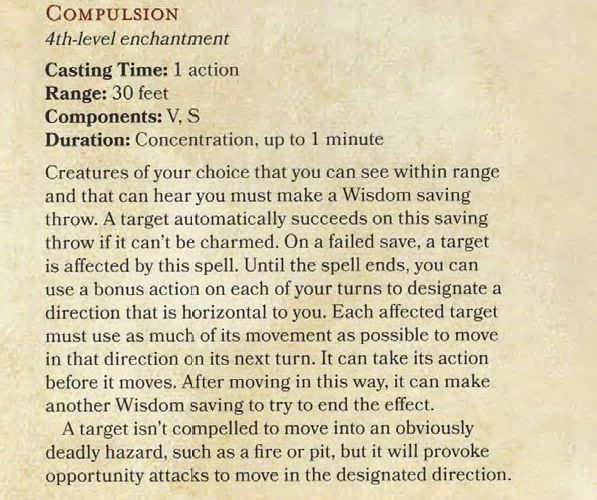 COMPULSION
4th-level enchantment
Casting Time: 1 action
Range: 30 feet
Components: V, S
Duration: Concentration, up to 1 minute
Creatures of your choice that you can see within range
and that can hear you must make a Wisdom saving
throw. A target automatically succeeds on this saving
throw if it can't be charmed. On a failed save, a target
is affected by this spell. Until the spell ends, you can
use a bonus action on each of your turns to designate a
direction that is horizontal to you. Each affected target
must use as much of its movement as possible to move
in that direction on its next turn. It can take its action
before it moves. After moving in this way, it can make
another Wisdom saving to try to end the effect.
A target isn't compelled to move into an obviously
deadly hazard, such as a fire or pit, but it will provoke
opportunity attacks to move in the designated direction.